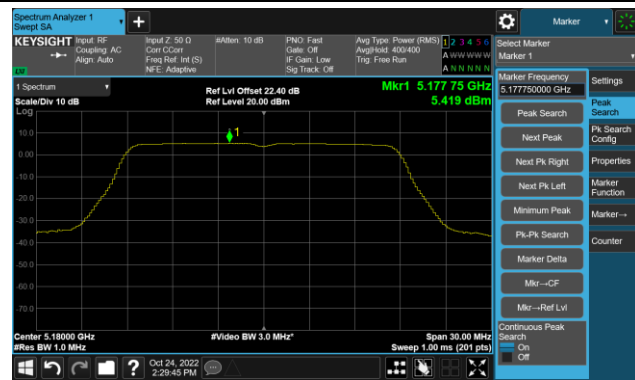 Spectrum Analyzer 1
Swept SA
+
Marker
KEYSIGHT
Input: RF
Coupling: AC
Align: Auto
Input Z: 50 Ω
Corr CCorr
Freq Ref: Int (S)
NFE: Adaptive
#Atten: 10 dB
PNO: Fast
Gate: Off
IF Gain: Low
Sig Track: Off
Avg Type: Power (RMS)
Avg|Hold: 400/400
Trig: Free Run
1 2 3 4 5 6
A W W W W W
A N N N N N
Select Marker
Marker 1
1 Spectrum
Scale/Div 10 dB
Log
Ref Lvl Offset 22.40 dB
Ref Level 20.00 dBm
Mkr1 5.177 75 GHz
5.419 dBm
1
10.0
0.00
-10.0
-20.0
-30.0
-40.0
-50.0
-60.0
-70.0
Center 5.18000 GHz
#Res BW 1.0 MHz
#Video BW 3.0 MHz*
Span 30.00 MHz
Sweep 1.00 ms (201 pts)
Marker Frequency
5.177750000 GHz
Peak Search
Next Peak
Next Pk Right
Next Pk Left
Minimum Peak
Pk-Pk Search
Marker Delta
Mkr→CF
Mkr→Ref Lvl
Continuous Peak
Search
On
Off
Settings
Peak
Search
Pk Search
Config
Properties
Marker
Function
Marker→
Counter
?
Oct 24, 2022
2:29:45 PM